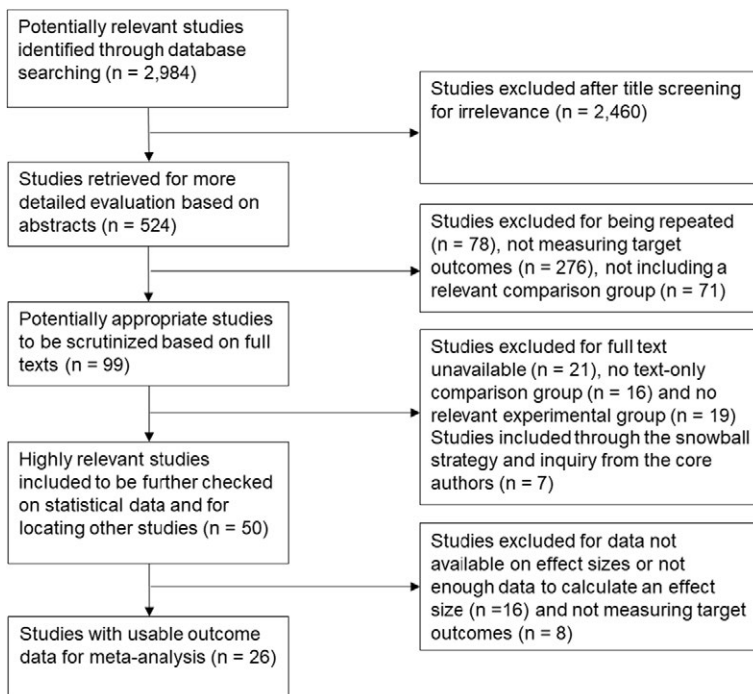 Potentially relevant studies
identified through database
searching (n = 2,984)
Studies excluded after title screening
for irrelevance (n = 2,460)
Studies retrieved for more
detailed evaluation based on
abstracts (n = 524)
Studies excluded for being repeated
(n = 78), not measuring target
outcomes (n = 276), not including a
relevant comparison group (n = 71)
Potentially appropriate studies
to be scrutinized based on full
texts (n = 99)
Studies excluded for full text
unavailable (n = 21), no text-only
comparison group (n = 16) and no
relevant experimental group (n = 19)
Studies included through the snowball
strategy and inquiry from the core
authors (n = 7)
Highly relevant studies
included to be further checked
on statistical data and for
locating other studies (n = 50)
Studies excluded for data not
available on effect sizes or not
enough data to calculate an effect
size (n =16) and not measuring target
outcomes (n = 8)
Studies with usable outcome
data for meta-analysis (n = 26)